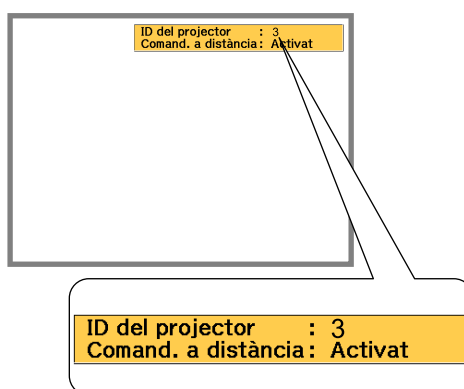 ID del projector : 3
Comand. a distància: Activat
ID del projector : 3
Comand. a distància: Activat